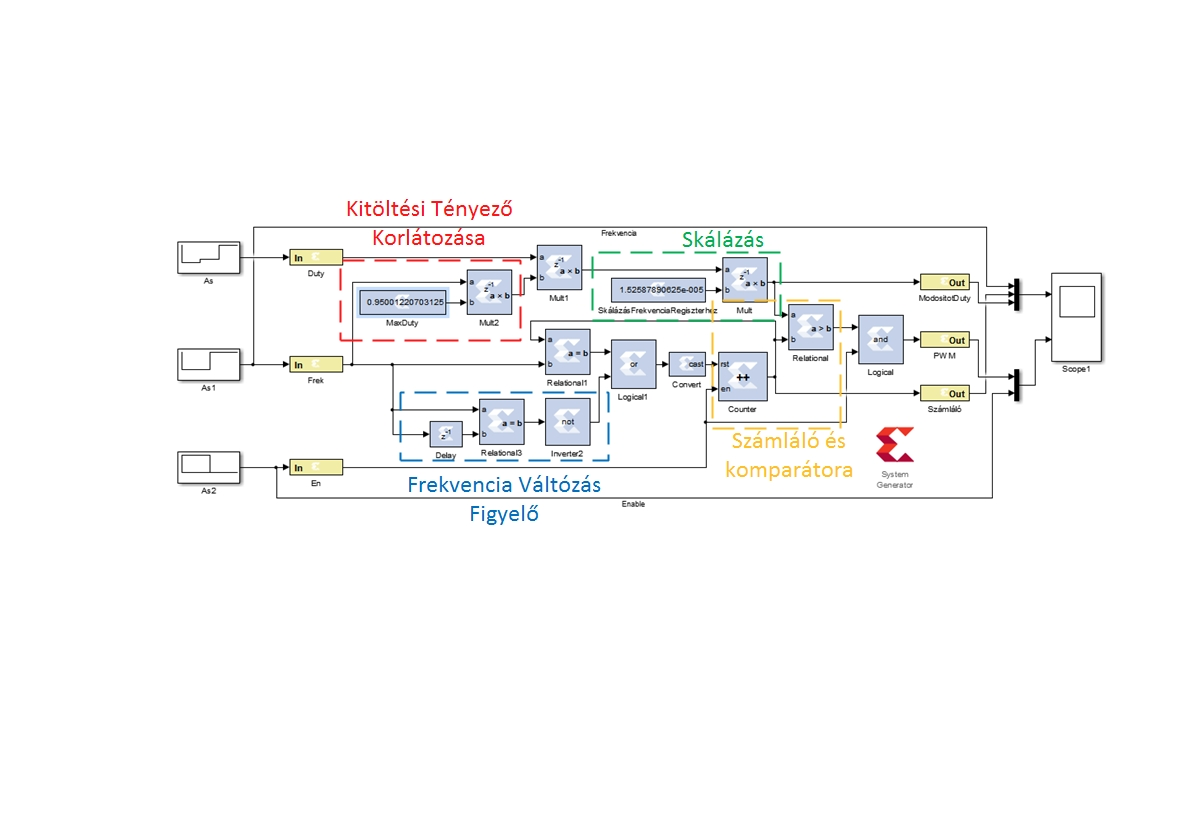 Kitöltési Tényező
Korlátozása
Frekvencia
Skálázás
As
In
Duty
0.95001220703125
MaxDuty
a
b
z⁻¹
a × b
Mult2
a
b
z⁻¹
a × b
Mult1
1.52587890625e-005
SkálázásFrekvenciaRegiszterhez
a
b
z⁻¹
a × b
Mult
Out
ModositotDuty
a
b
a > b
Relational
and
Logical
Out
PWM
Out
Számláló
Scope1
As1
In
Frek
a
b
a = b
Relational1
or
Logical1
cast
Convert
rst
en
++
Counter
z⁻¹
Delay
a
b
a = b
Relational3
not
Inverter2
Számláló és
komparátora
System
Generator
As2
In
En
Frekvencia Váltózás
Figyelő
Enable